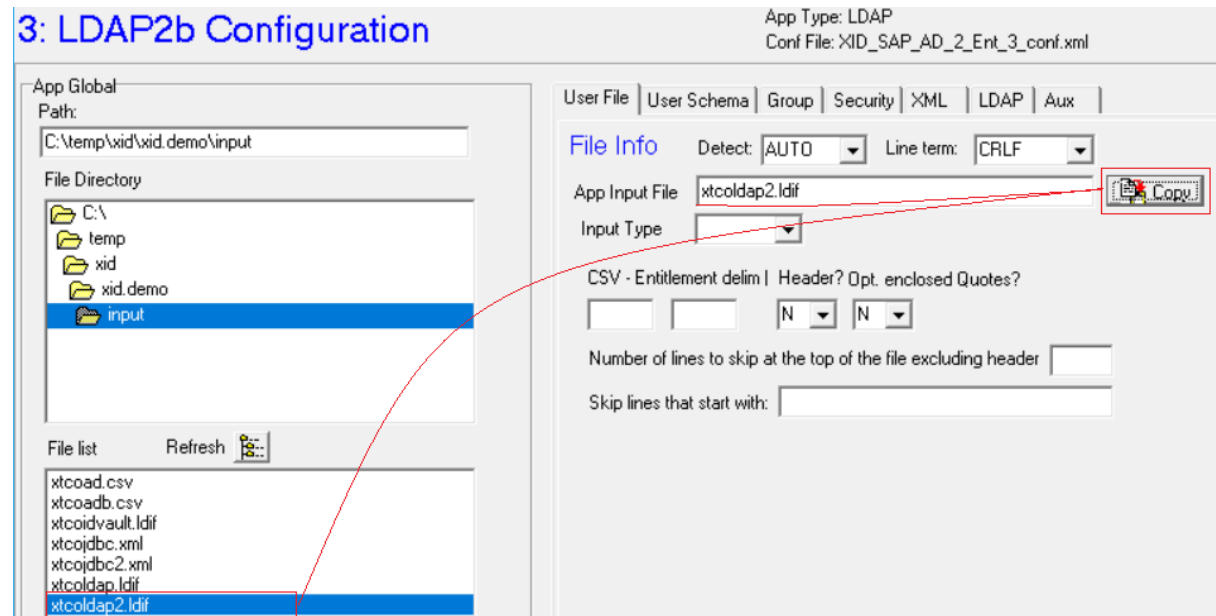 3: LDAP2b Configuration
App Type: LDAP
Conf File: XID_SAP_AD_2_Ent_3_conf.xml
App Global
Path:
C:\temp\xid\xid.demo\input
File Directory
C:\
temp
xid
xid.demo
input
File list Refresh
xtcoad.csv
xtcoadb.csv
xtcoidvault.ldif
xtcojdbc.xml
xtcojdbc2.xml
xtcoldap.ldif
xtcoldap2.ldif
User File User Schema Group Security XML LDAP Aux
File Info Detect: AUTO Line term: CRLF
App Input File xtcoldap2.ldif Copy
Input Type
CSV - Entitlement delim | Header? Opt. enclosed Quotes?
N N
Number of lines to skip at the top of the file excluding header
Skip lines that start with: